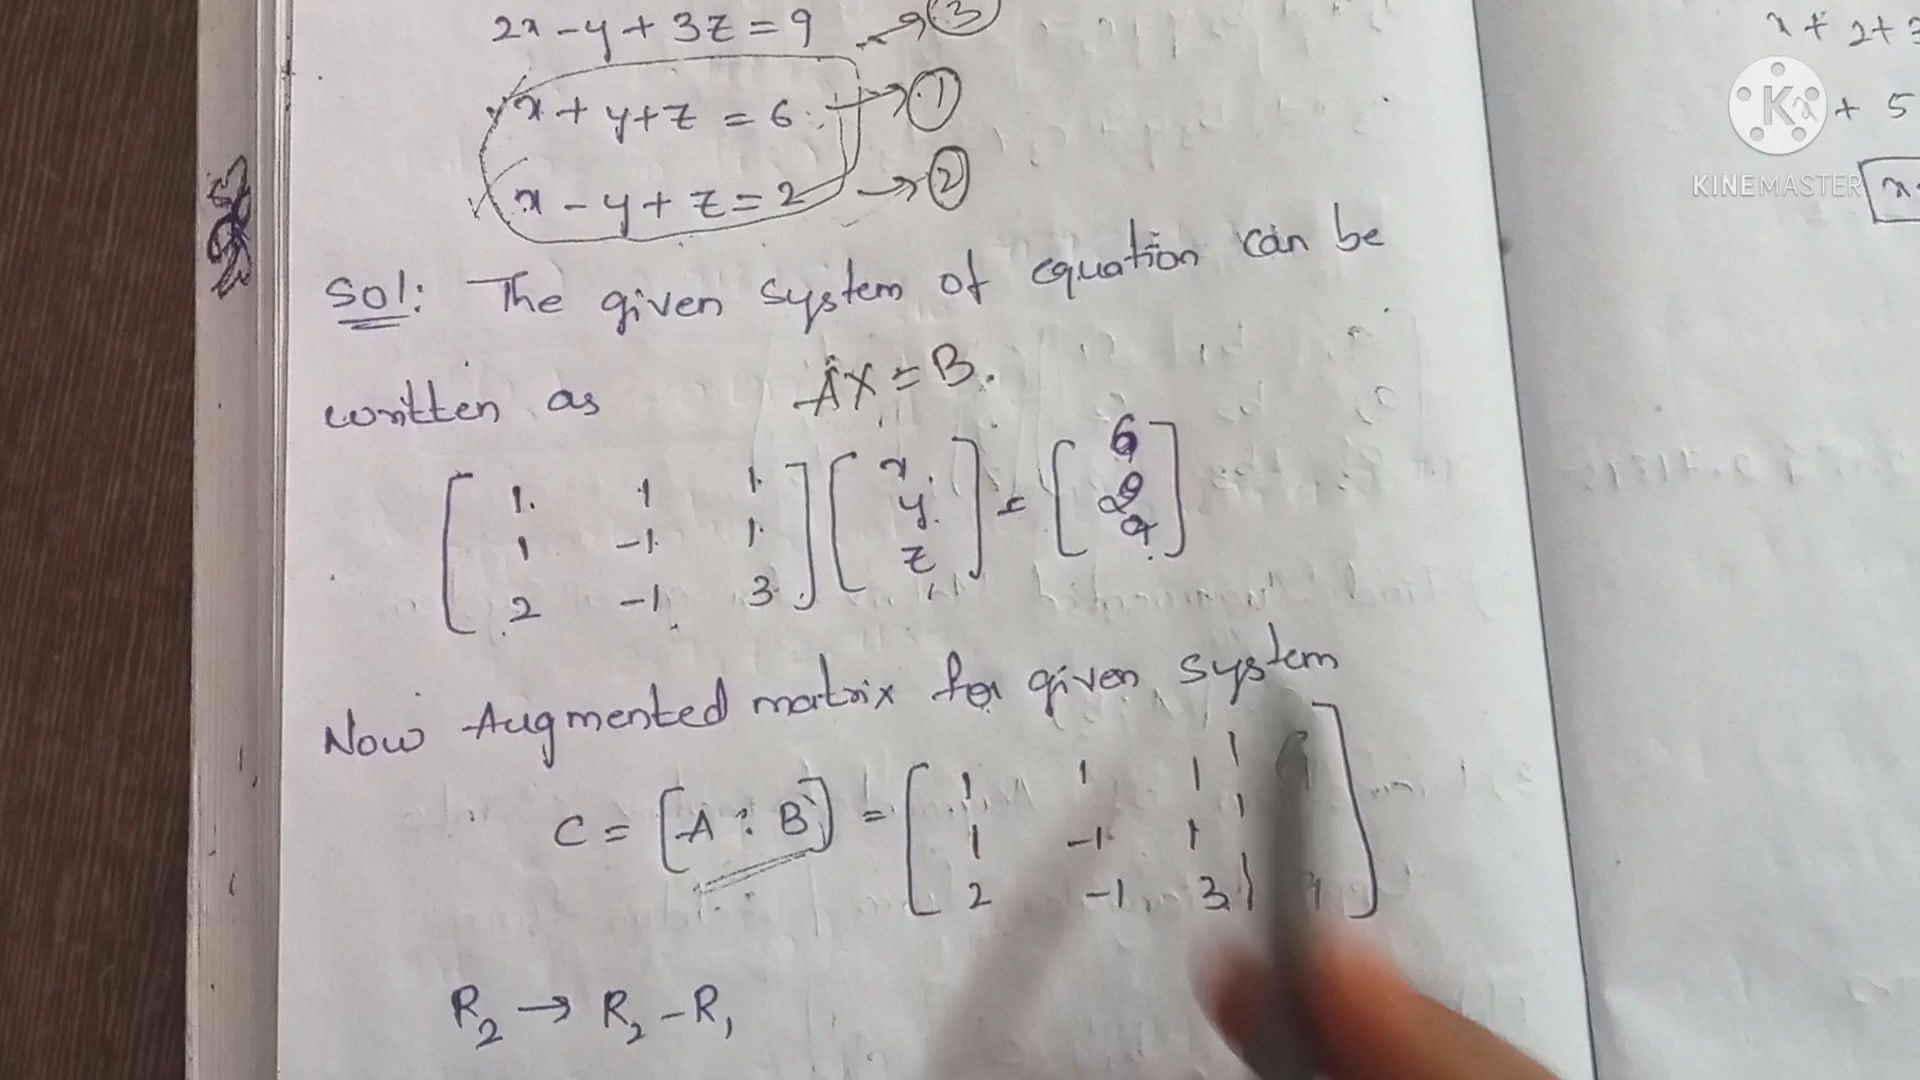 2x - y + 3z = 9 → ③
x + y + z = 6 → ①
x - y + z = 2 → ②
Sol: The given system of equation can be
written as AX = B.
[ 1 1 1 ] [ x ] = [ 6 ]
[ 1 -1 1 ] [ y ] = [ 2 ]
[ 2 -1 3 ] [ z ] = [ 9 ]
Now Augmented matrix for given system
C = [A : B] = [ 1 1 1 | 6 ]
[ 1 -1 1 | ]
[ 2 -1 3 | 9 ]
R₂ → R₂ - R₁
x + 2 + 3
x + 5
x
KINEMASTER